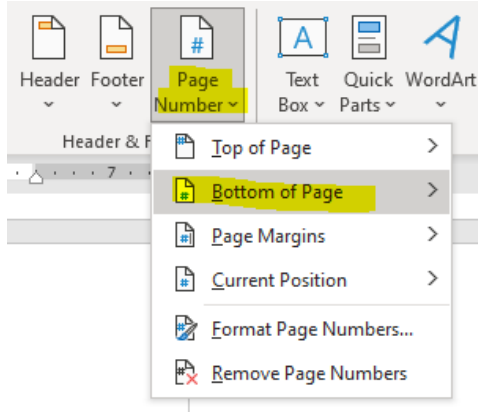 Header Footer Page Text Quick WordArt
Number Box Parts
Header & F
7
Top of Page
Bottom of Page
Page Margins
Current Position
Format Page Numbers...
Remove Page Numbers